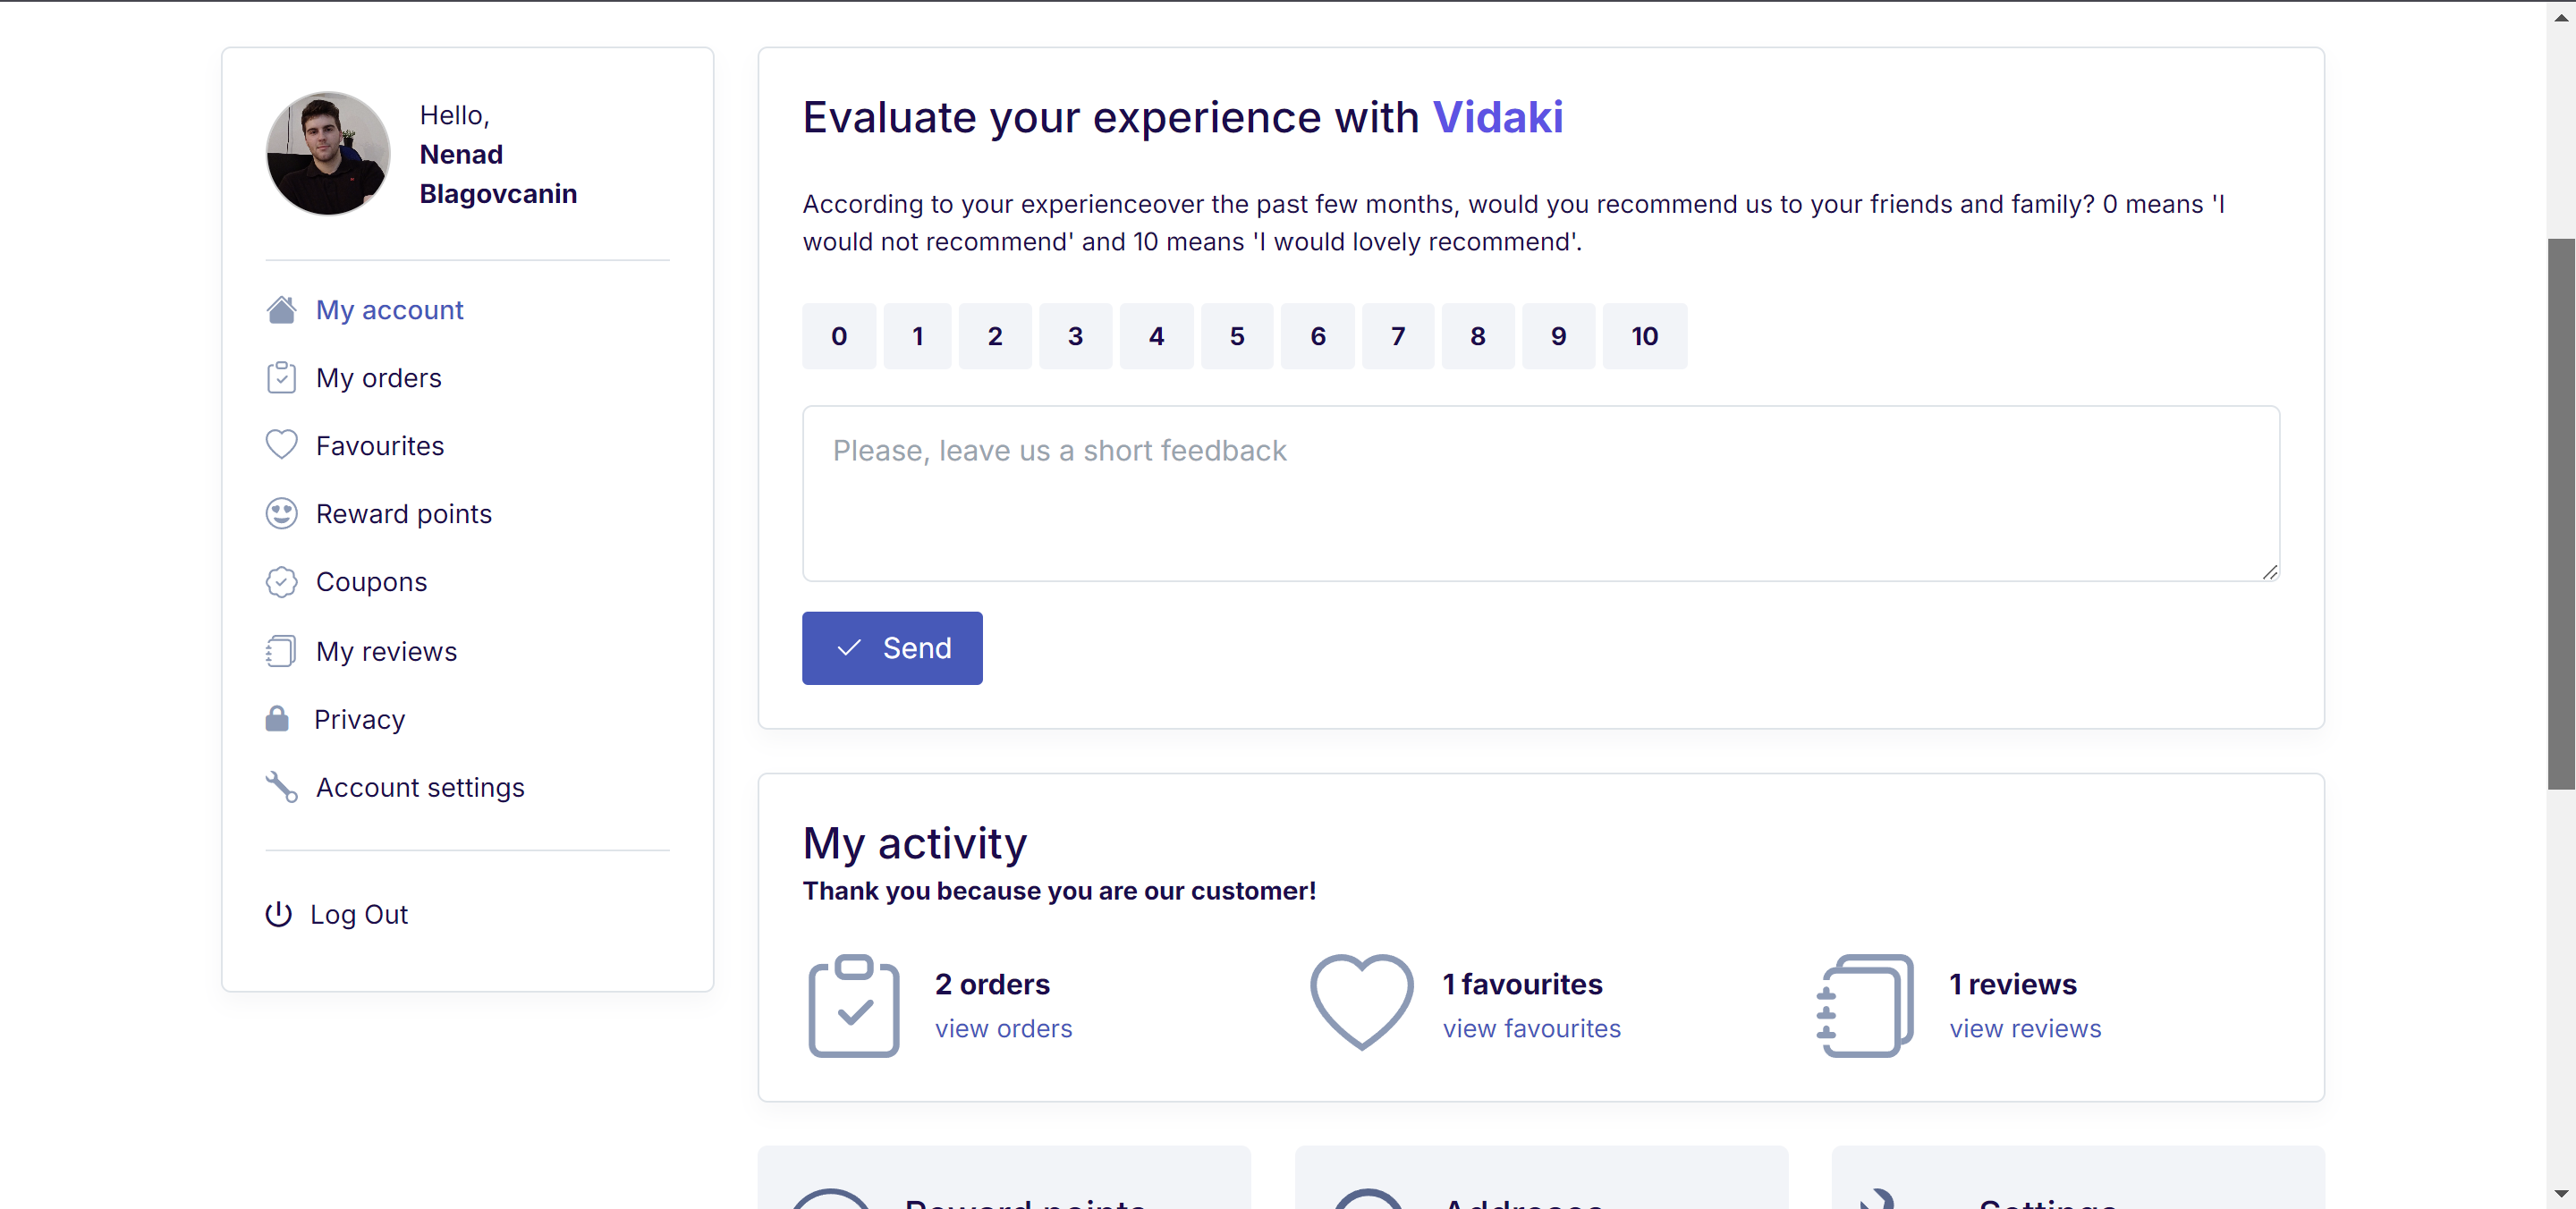 Hello,
Nenad
Blagovcanin
My account
My orders
Favourites
Reward points
Coupons
My reviews
Privacy
Account settings
Log Out
Evaluate your experience with Vidaki
According to your experienceover the past few months, would you recommend us to your friends and family? 0 means 'I
would not recommend' and 10 means 'I would lovely recommend'.
0 1 2 3 4 5 6 7 8 9 10
Please, leave us a short feedback
Send
My activity
Thank you because you are our customer!
2 orders
view orders
1 favourites
view favourites
1 reviews
view reviews
Reward points
Addresses
Settings